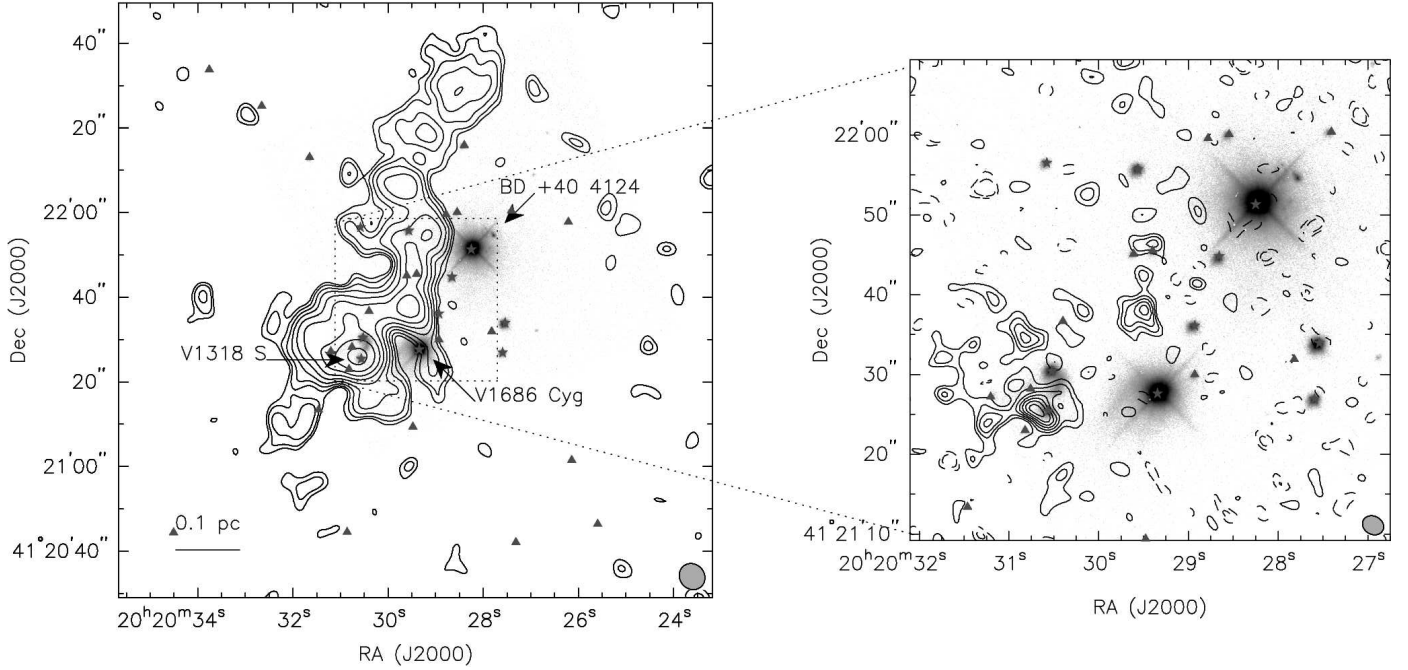 40"
20"
22'00"
40"
20"
21'00"
41°20'40"
Dec (J2000)
BD +40 4124
V1318 S
V1686 Cyg
0.1 pc
20ʰ20ᵐ34ˢ
32ˢ
30ˢ
28ˢ
26ˢ
24ˢ
RA (J2000)
22'00"
50"
40"
30"
20"
41°21'10"
Dec (J2000)
20ʰ20ᵐ32ˢ
31ˢ
30ˢ
29ˢ
28ˢ
27ˢ
RA (J2000)